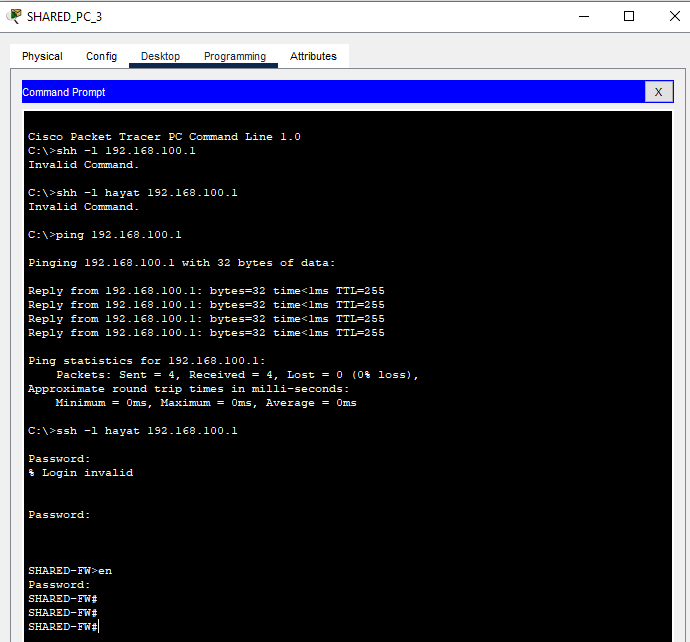 SHARED_PC_3
Physical Config Desktop Programming Attributes
Command Prompt X
Cisco Packet Tracer PC Command Line 1.0
C:\>shh -l 192.168.100.1
Invalid Command.
C:\>shh -l hayat 192.168.100.1
Invalid Command.
C:\>ping 192.168.100.1
Pinging 192.168.100.1 with 32 bytes of data:
Reply from 192.168.100.1: bytes=32 time<1ms TTL=255
Reply from 192.168.100.1: bytes=32 time<1ms TTL=255
Reply from 192.168.100.1: bytes=32 time<1ms TTL=255
Reply from 192.168.100.1: bytes=32 time<1ms TTL=255
Ping statistics for 192.168.100.1:
Packets: Sent = 4, Received = 4, Lost = 0 (0% loss),
Approximate round trip times in milli-seconds:
Minimum = 0ms, Maximum = 0ms, Average = 0ms
C:\>ssh -l hayat 192.168.100.1
Password:
% Login invalid
Password:
SHARED-FW>en
Password:
SHARED-FW#
SHARED-FW#
SHARED-FW#